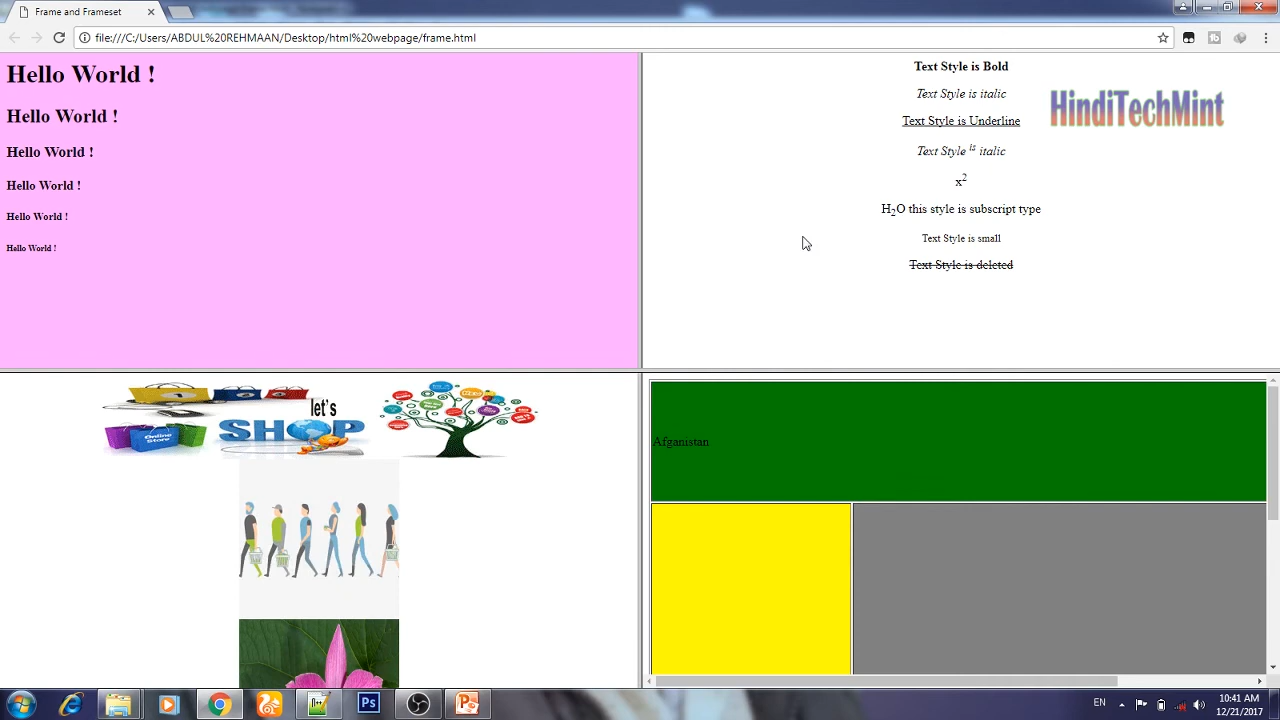 Frame and Frameset
file:///C:/Users/ABDUL%20REHMAAN/Desktop/html%20webpage/frame.html
Hello World !
Hello World !
Hello World !
Hello World !
Hello World !
Hello World !
Text Style is Bold
Text Style is italic
Text Style is Underline
Text Style is italic
x2
H2O this style is subscript type
Text Style is small
Text Style is deleted
HindiTechMint
let's
SHOP
Online
Store
Afganistan
Ps
EN
10:41 AM
12/21/2017